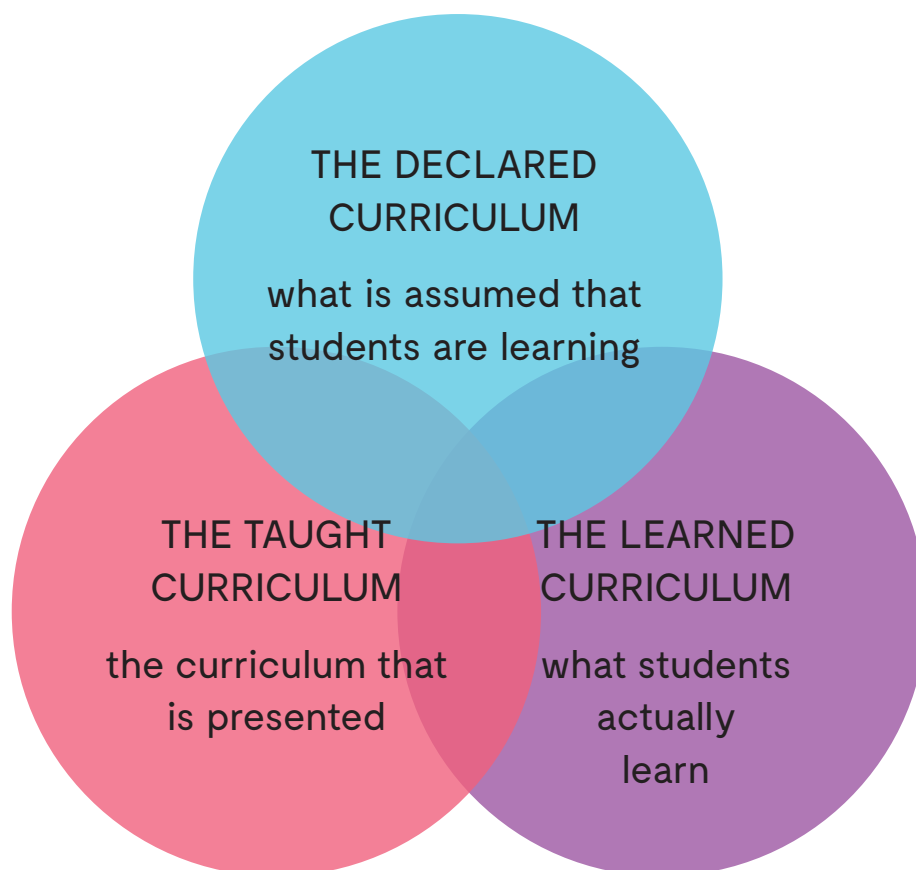 THE DECLARED
CURRICULUM
what is assumed that
students are learning
THE TAUGHT
CURRICULUM
the curriculum that
is presented
THE LEARNED
CURRICULUM
what students
actually
learn